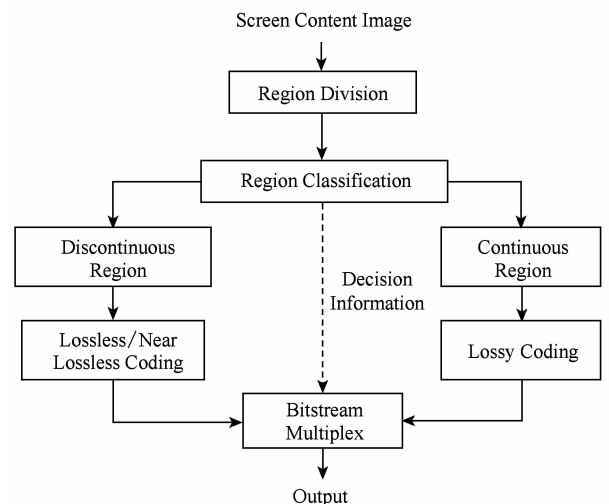 Screen Content Image
Region Division
Region Classification
Discontinuous
Region
Continuous
Region
Decision
Information
Lossless/Near
Lossless Coding
Lossy Coding
Bitstream
Multiplex
Output